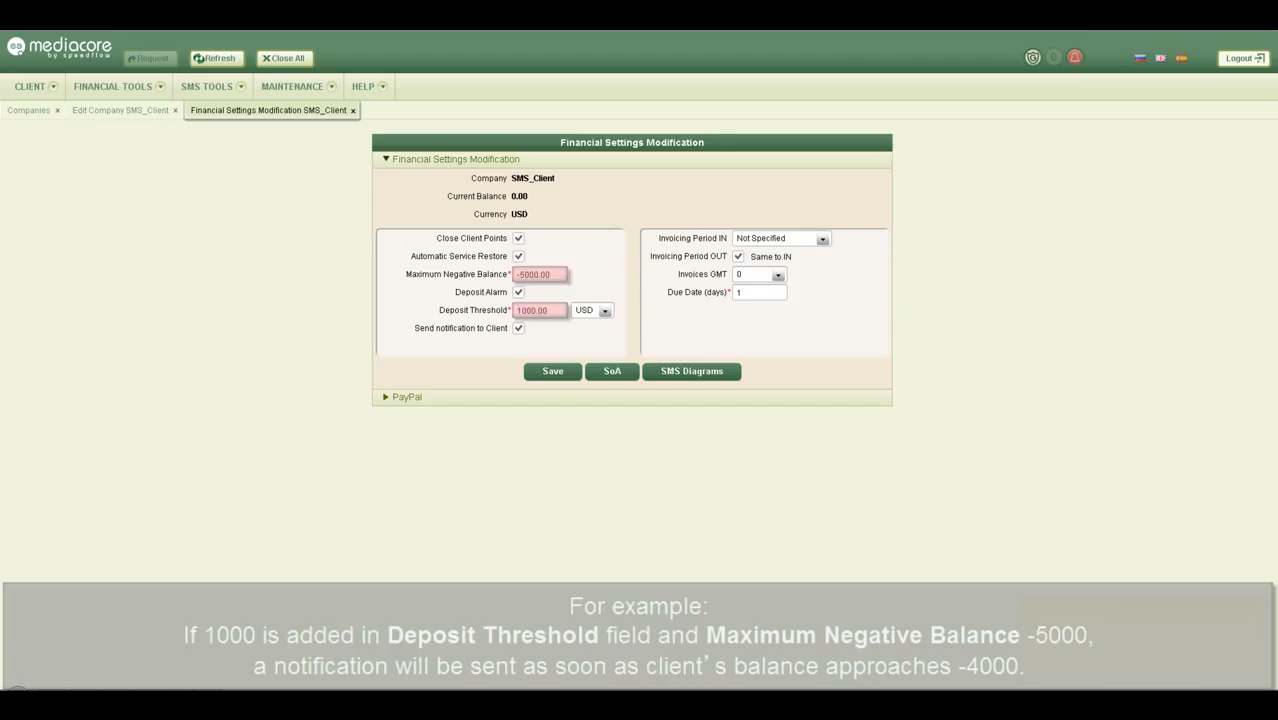 mediacore
by speedflow
Request
Refresh
Close All
Logout
CLIENT
FINANCIAL TOOLS
SMS TOOLS
MAINTENANCE
HELP
Companies x
Edit Company SMS_Client x
Financial Settings Modification SMS_Client x
Financial Settings Modification
Financial Settings Modification
Company SMS_Client
Current Balance 0.00
Currency USD
Close Client Points
Automatic Service Restore
Maximum Negative Balance* -5000.00
Deposit Alarm
Deposit Threshold* 1000.00 USD
Send notification to Client
Invoicing Period IN Not Specified
Invoicing Period OUT Same to IN
Invoices GMT 0
Due Date (days)* 1
Save
SoA
SMS Diagrams
PayPal
For example:
If 1000 is added in Deposit Threshold field and Maximum Negative Balance -5000,
a notification will be sent as soon as client’s balance approaches -4000.